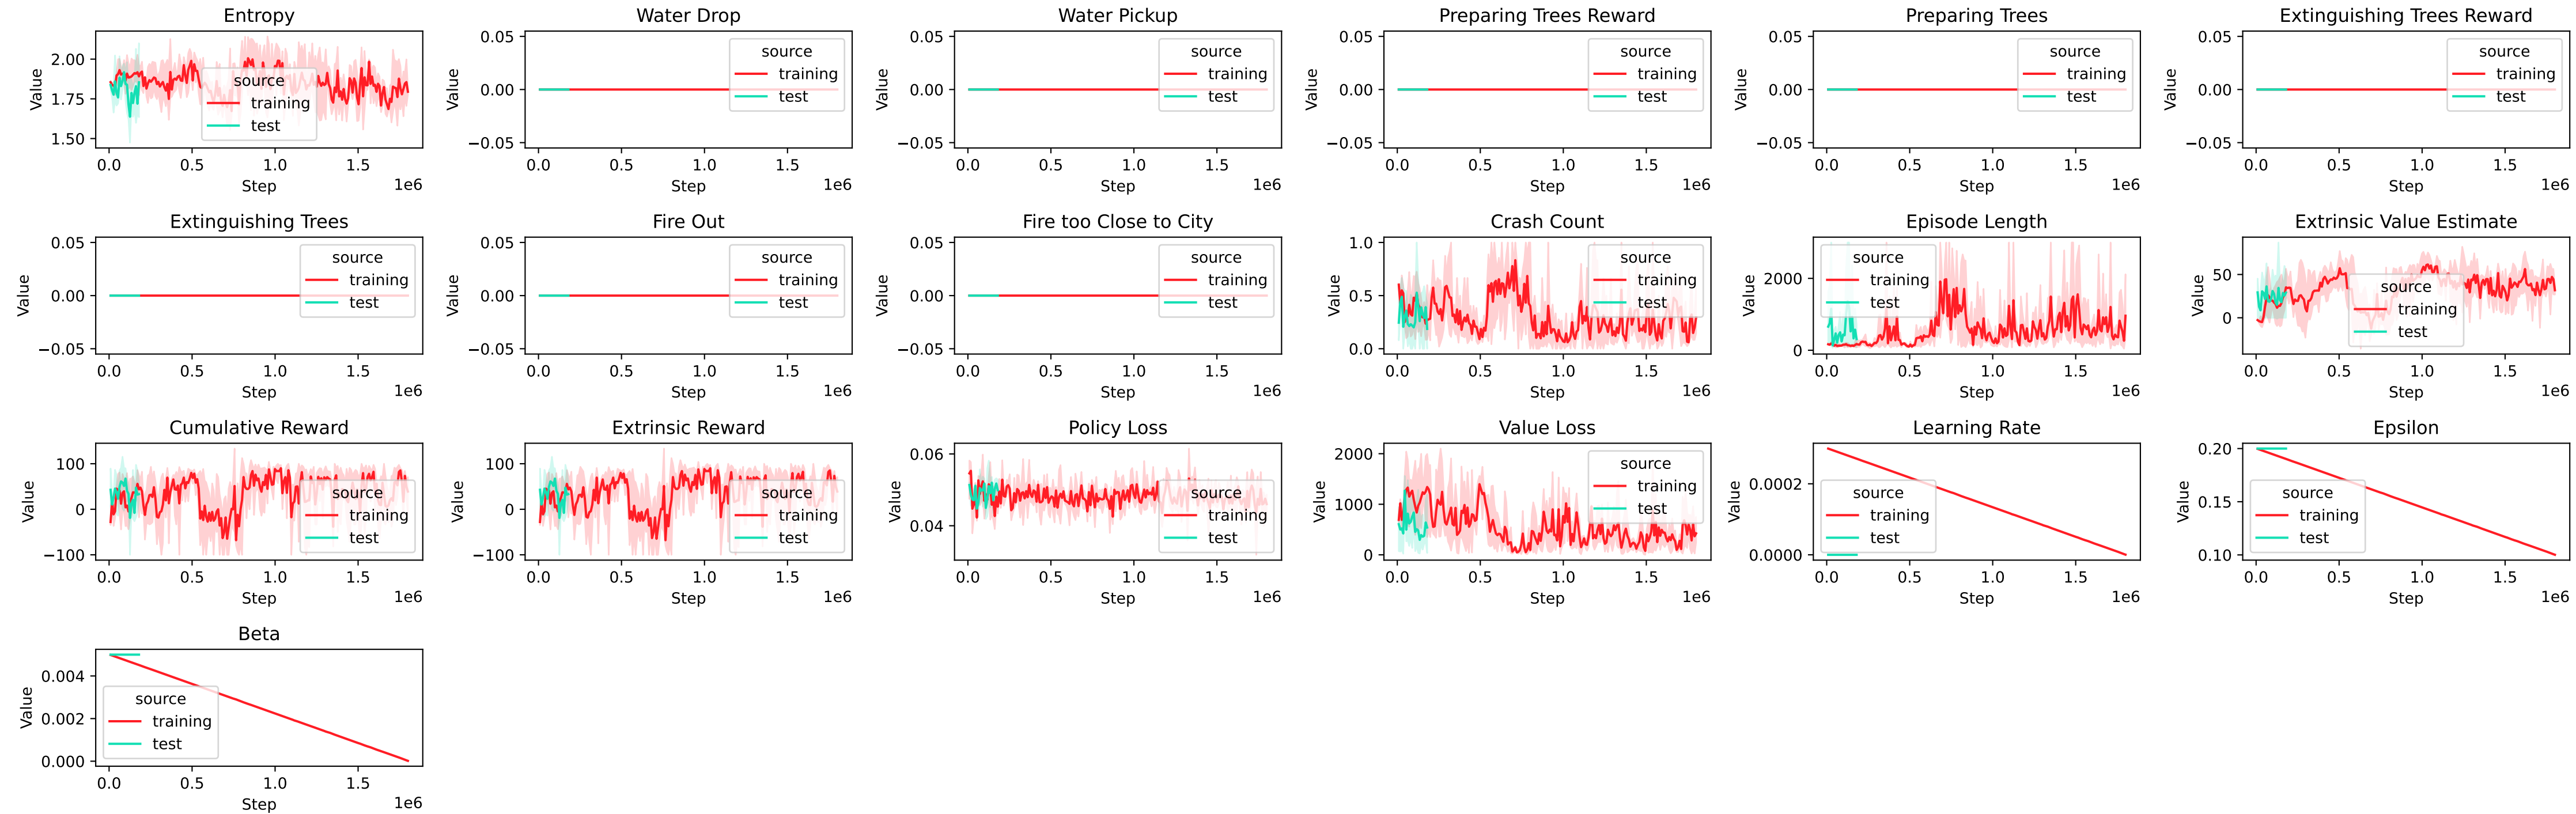 Entropy
Value
2.00
1.75
1.50
source
training
test
0.0
0.5
1.0
1.5
1e6
Step
Water Drop
Value
0.05
0.00
−0.05
source
training
test
0.0
0.5
1.0
1.5
1e6
Step
Water Pickup
Value
0.05
0.00
−0.05
source
training
test
0.0
0.5
1.0
1.5
1e6
Step
Preparing Trees Reward
Value
0.05
0.00
−0.05
source
training
test
0.0
0.5
1.0
1.5
1e6
Step
Preparing Trees
Value
0.05
0.00
−0.05
source
training
test
0.0
0.5
1.0
1.5
1e6
Step
Extinguishing Trees Reward
Value
0.05
0.00
−0.05
source
training
test
0.0
0.5
1.0
1.5
1e6
Step
Extinguishing Trees
Value
0.05
0.00
−0.05
source
training
test
0.0
0.5
1.0
1.5
1e6
Step
Fire Out
Value
0.05
0.00
−0.05
source
training
test
0.0
0.5
1.0
1.5
1e6
Step
Fire too Close to City
Value
0.05
0.00
−0.05
source
training
test
0.0
0.5
1.0
1.5
1e6
Step
Crash Count
Value
1.0
0.5
0.0
source
training
test
0.0
0.5
1.0
1.5
1e6
Step
Episode Length
Value
2000
0
source
training
test
0.0
0.5
1.0
1.5
1e6
Step
Extrinsic Value Estimate
Value
50
0
source
training
test
0.0
0.5
1.0
1.5
1e6
Step
Cumulative Reward
Value
100
0
−100
source
training
test
0.0
0.5
1.0
1.5
1e6
Step
Extrinsic Reward
Value
100
0
−100
source
training
test
0.0
0.5
1.0
1.5
1e6
Step
Policy Loss
Value
0.06
0.04
source
training
test
0.0
0.5
1.0
1.5
1e6
Step
Value Loss
Value
2000
1000
0
source
training
test
0.0
0.5
1.0
1.5
1e6
Step
Learning Rate
Value
0.0002
0.0000
source
training
test
0.0
0.5
1.0
1.5
1e6
Step
Epsilon
Value
0.20
0.15
0.10
source
training
test
0.0
0.5
1.0
1.5
1e6
Step
Beta
Value
0.004
0.002
0.000
source
training
test
0.0
0.5
1.0
1.5
1e6
Step